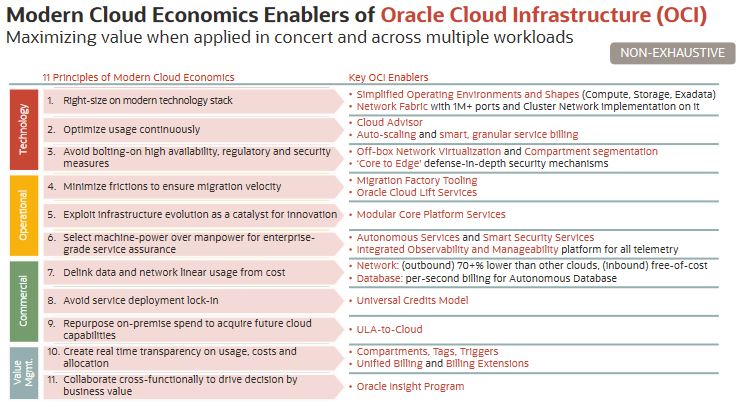 Modern Cloud Economics Enablers of Oracle Cloud Infrastructure (OCI)
Maximizing value when applied in concert and across multiple workloads
NON-EXHAUSTIVE
11 Principles of Modern Cloud Economics
Key OCI Enablers
Technology
1. Right-size on modern technology stack
• Simplified Operating Environments and Shapes (Compute, Storage, Exadata)
• Network Fabric with 1M+ ports and Cluster Network Implementation on it
2. Optimize usage continuously
• Cloud Advisor
• Auto-scaling and smart, granular service billing
3. Avoid bolting-on high availability, regulatory and security
measures
• Off-box Network Virtualization and Compartment segmentation
• ‘Core to Edge’ defense-in-depth security mechanisms
Operational
4. Minimize frictions to ensure migration velocity
• Migration Factory Tooling
• Oracle Cloud Lift Services
5. Exploit infrastructure evolution as a catalyst for innovation
• Modular Core Platform Services
6. Select machine-power over manpower for enterprise-
grade service assurance
• Autonomous Services and Smart Security Services
• Integrated Observability and Manageability platform for all telemetry
Commercial
7. Delink data and network linear usage from cost
• Network: (outbound) 70+% lower than other clouds, (inbound) free-of-cost
• Database: per-second billing for Autonomous Database
8. Avoid service deployment lock-in
• Universal Credits Model
9. Repurpose on-premise spend to acquire future cloud
capabilities
• ULA-to-Cloud
Value
Mgmt.
10. Create real time transparency on usage, costs and
allocation
• Compartments, Tags, Triggers
• Unified Billing and Billing Extensions
11. Collaborate cross-functionally to drive decision by
business value
• Oracle Insight Program